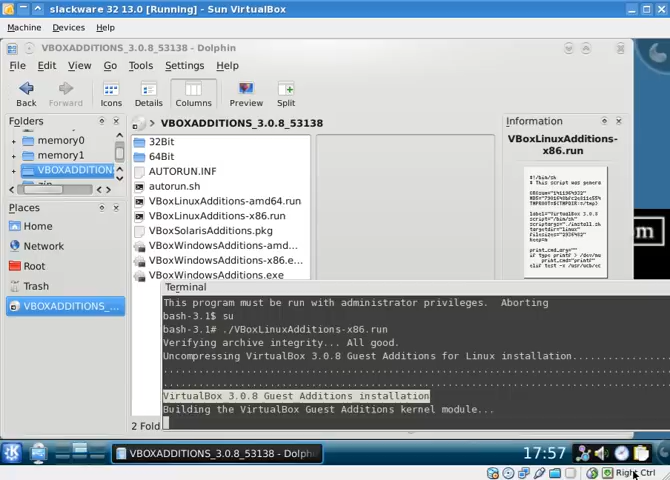 slackware 32 13.0 [Running] - Sun VirtualBox
Machine Devices Help
VBOXADDITIONS_3.0.8_53138 - Dolphin
File Edit View Go Tools Settings Help
Back Forward Icons Details Columns Preview Split
Folders
memory0
memory1
VBOXADDITION
Places
Home
Network
Root
Trash
VBOXADDITIONS_...
VBOXADDITIONS_3.0.8_53138
32Bit
64Bit
AUTORUN.INF
autorun.sh
VBoxLinuxAdditions-amd64.run
VBoxLinuxAdditions-x86.run
VBoxSolarisAdditions.pkg
VBoxWindowsAdditions-amd...
VBoxWindowsAdditions-x86.e...
VBoxWindowsAdditions.exe
2 Fold
Information
VBoxLinuxAdditions-
x86.run
#!/bin/sh
om
Terminal
This program must be run with administrator privileges. Aborting
bash-3.1$ su
bash-3.1# ./VBoxLinuxAdditions-x86.run
Verifying archive integrity... All good.
Uncompressing VirtualBox 3.0.8 Guest Additions for Linux installation...............
VirtualBox 3.0.8 Guest Additions installation
Building the VirtualBox Guest Additions kernel module...
VBOXADDITIONS_3.0.8_53138 - Dolph
17:57
Right Ctrl